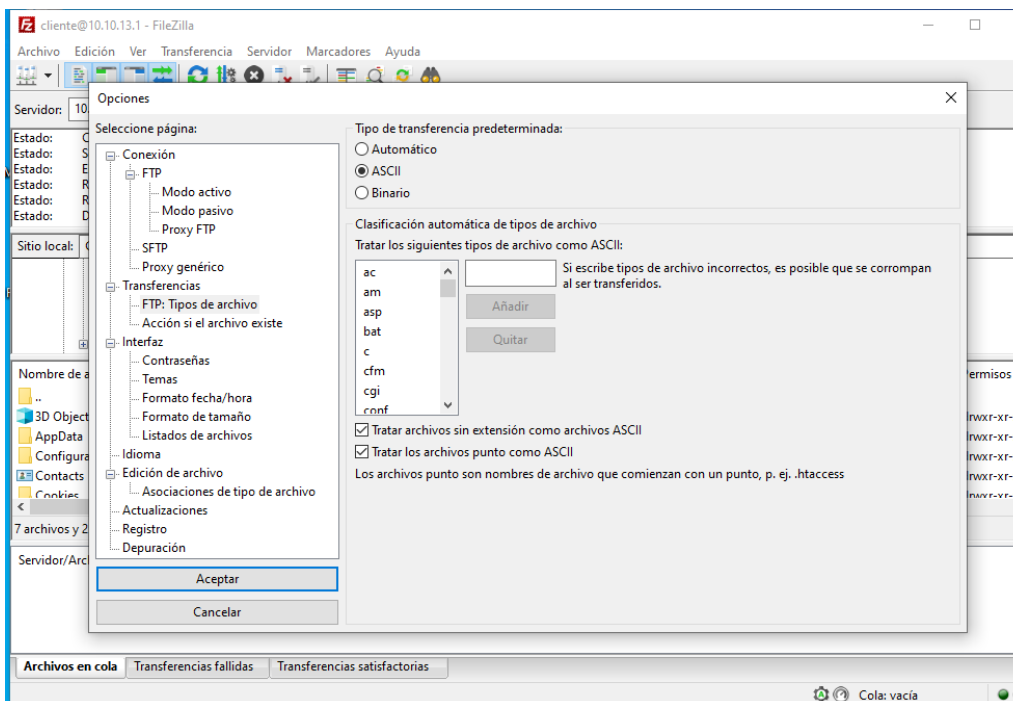 cliente@10.10.13.1 - FileZilla
Archivo Edición Ver Transferencia Servidor Marcadores Ayuda
Servidor: 10.
Opciones
Estado: C
Estado: S
Estado: E
Estado: R
Estado: R
Estado: D
Sitio local:
Nombre de a
..
3D Object
AppData
Configura
Contacts
Cookies
7 archivos y 2
Servidor/Arc
Seleccione página:
Conexión
FTP
Modo activo
Modo pasivo
Proxy FTP
SFTP
Proxy genérico
Transferencias
FTP: Tipos de archivo
Acción si el archivo existe
Interfaz
Contraseñas
Temas
Formato fecha/hora
Formato de tamaño
Listados de archivos
Idioma
Edición de archivo
Asociaciones de tipo de archivo
Actualizaciones
Registro
Depuración
Aceptar
Cancelar
Tipo de transferencia predeterminada:
Automático
ASCII
Binario
Clasificación automática de tipos de archivo
Tratar los siguientes tipos de archivo como ASCII:
ac
am
asp
bat
c
cfm
cgi
conf
Si escribe tipos de archivo incorrectos, es posible que se corrompan
al ser transferidos.
Añadir
Quitar
Tratar archivos sin extensión como archivos ASCII
Tratar los archivos punto como ASCII
Los archivos punto son nombres de archivo que comienzan con un punto, p. ej. .htaccess
ermisos
lrwxr-xr-
lrwxr-xr-
lrwxr-xr-
lrwxr-xr-
lrwxr-xr-
Archivos en cola Transferencias fallidas Transferencias satisfactorias
Cola: vacía